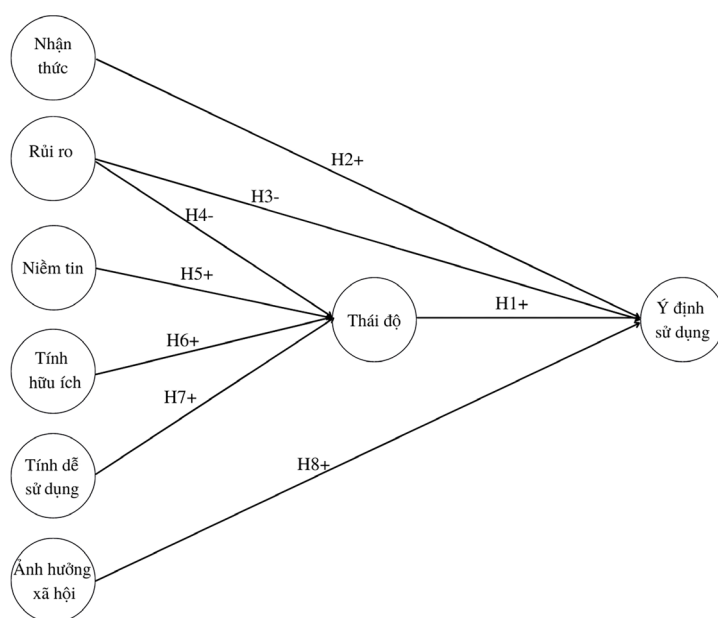 Nhận
thức
H2+
Rủi ro
H3-
H4-
Niềm tin
H5+
Thái độ
H1+
Ý định
sử dụng
H6+
Tính
hữu ích
H7+
Tính dễ
sử dụng
H8+
Ảnh hưởng
xã hội